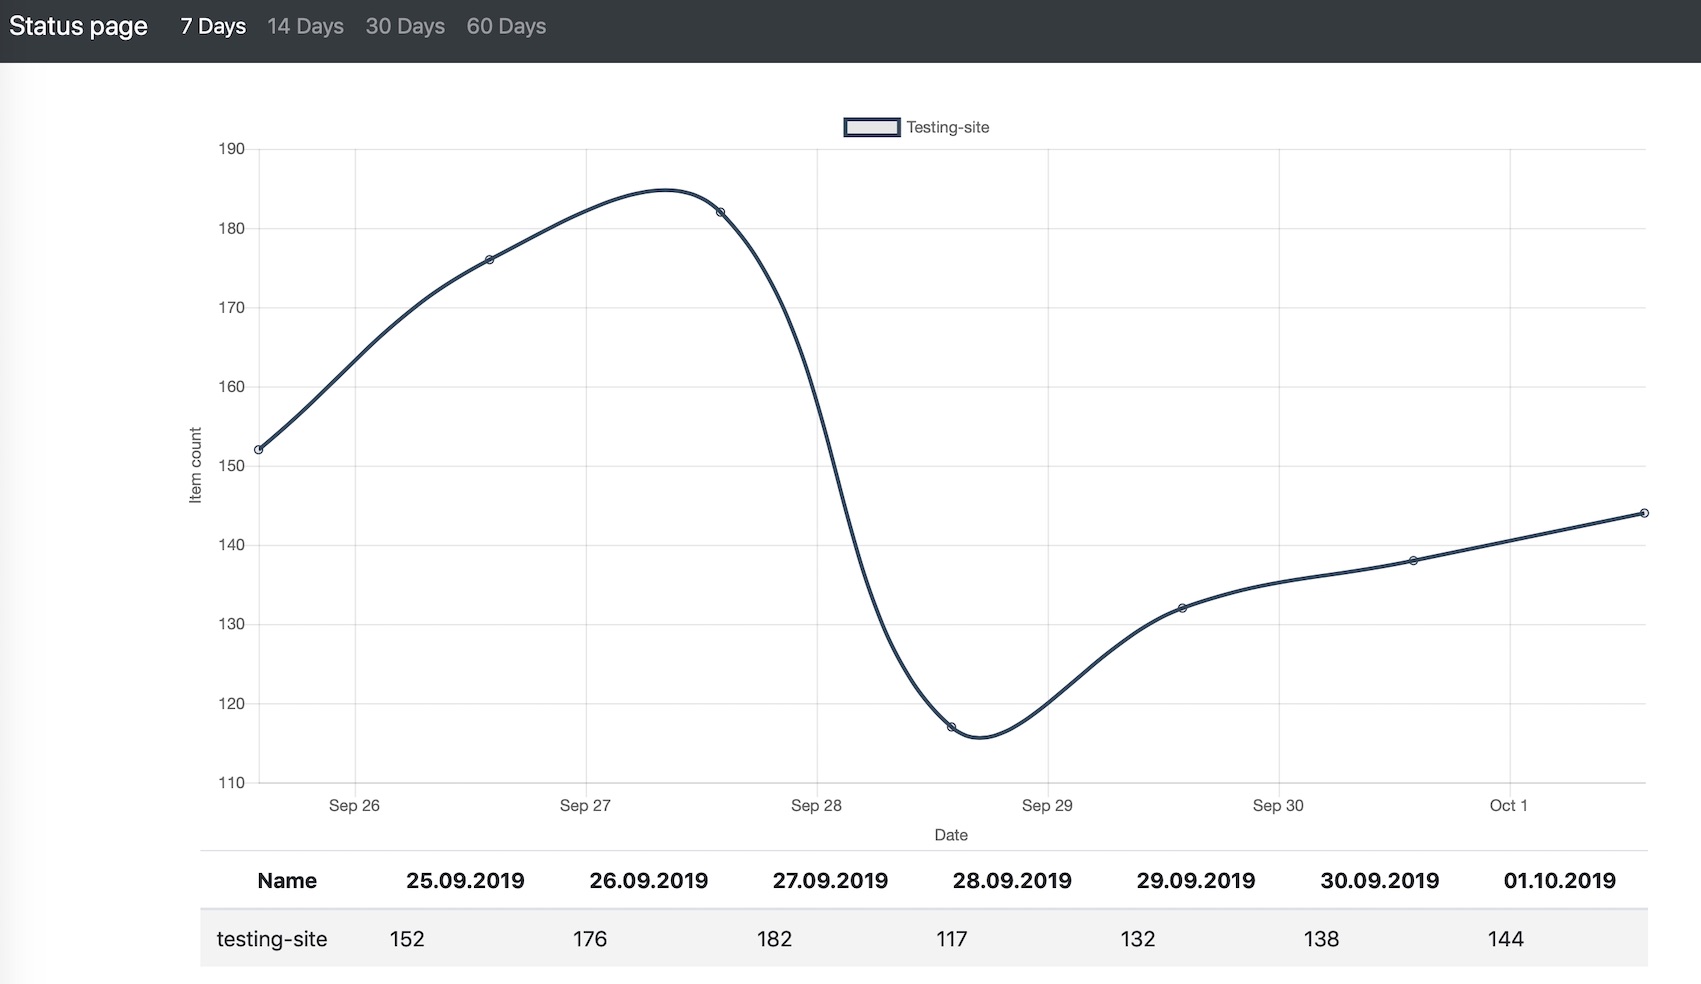 Status page 7 Days 14 Days 30 Days 60 Days
Testing-site
190
180
170
160
150
140
130
120
110
Item count
Sep 26 Sep 27 Sep 28 Sep 29 Sep 30 Oct 1
Date
Name 25.09.2019 26.09.2019 27.09.2019 28.09.2019 29.09.2019 30.09.2019 01.10.2019
testing-site 152 176 182 117 132 138 144